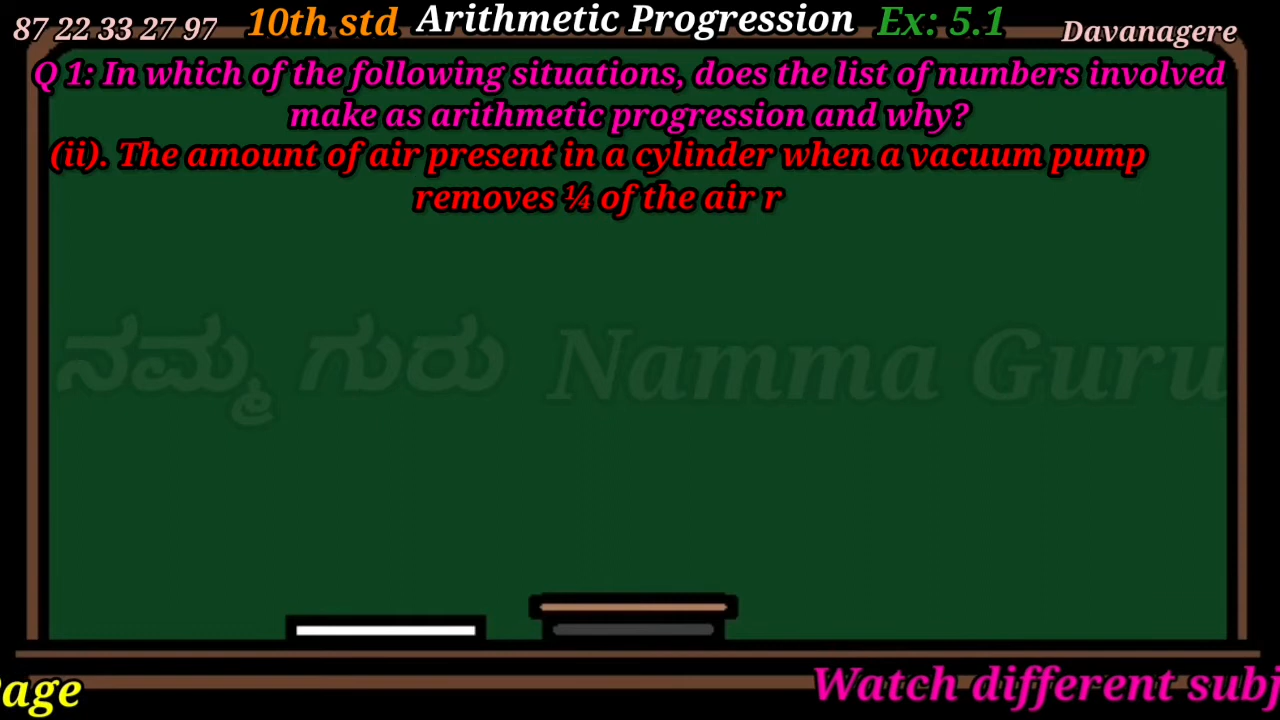 87 22 33 27 97 10th std Arithmetic Progression Ex: 5.1 Davanagere
Q 1: In which of the following situations, does the list of numbers involved
make as arithmetic progression and why?
(ii). The amount of air present in a cylinder when a vacuum pump
removes ¼ of the air r
ನಮ್ಮ ಗುರು Namma Guru
Page Watch different subj